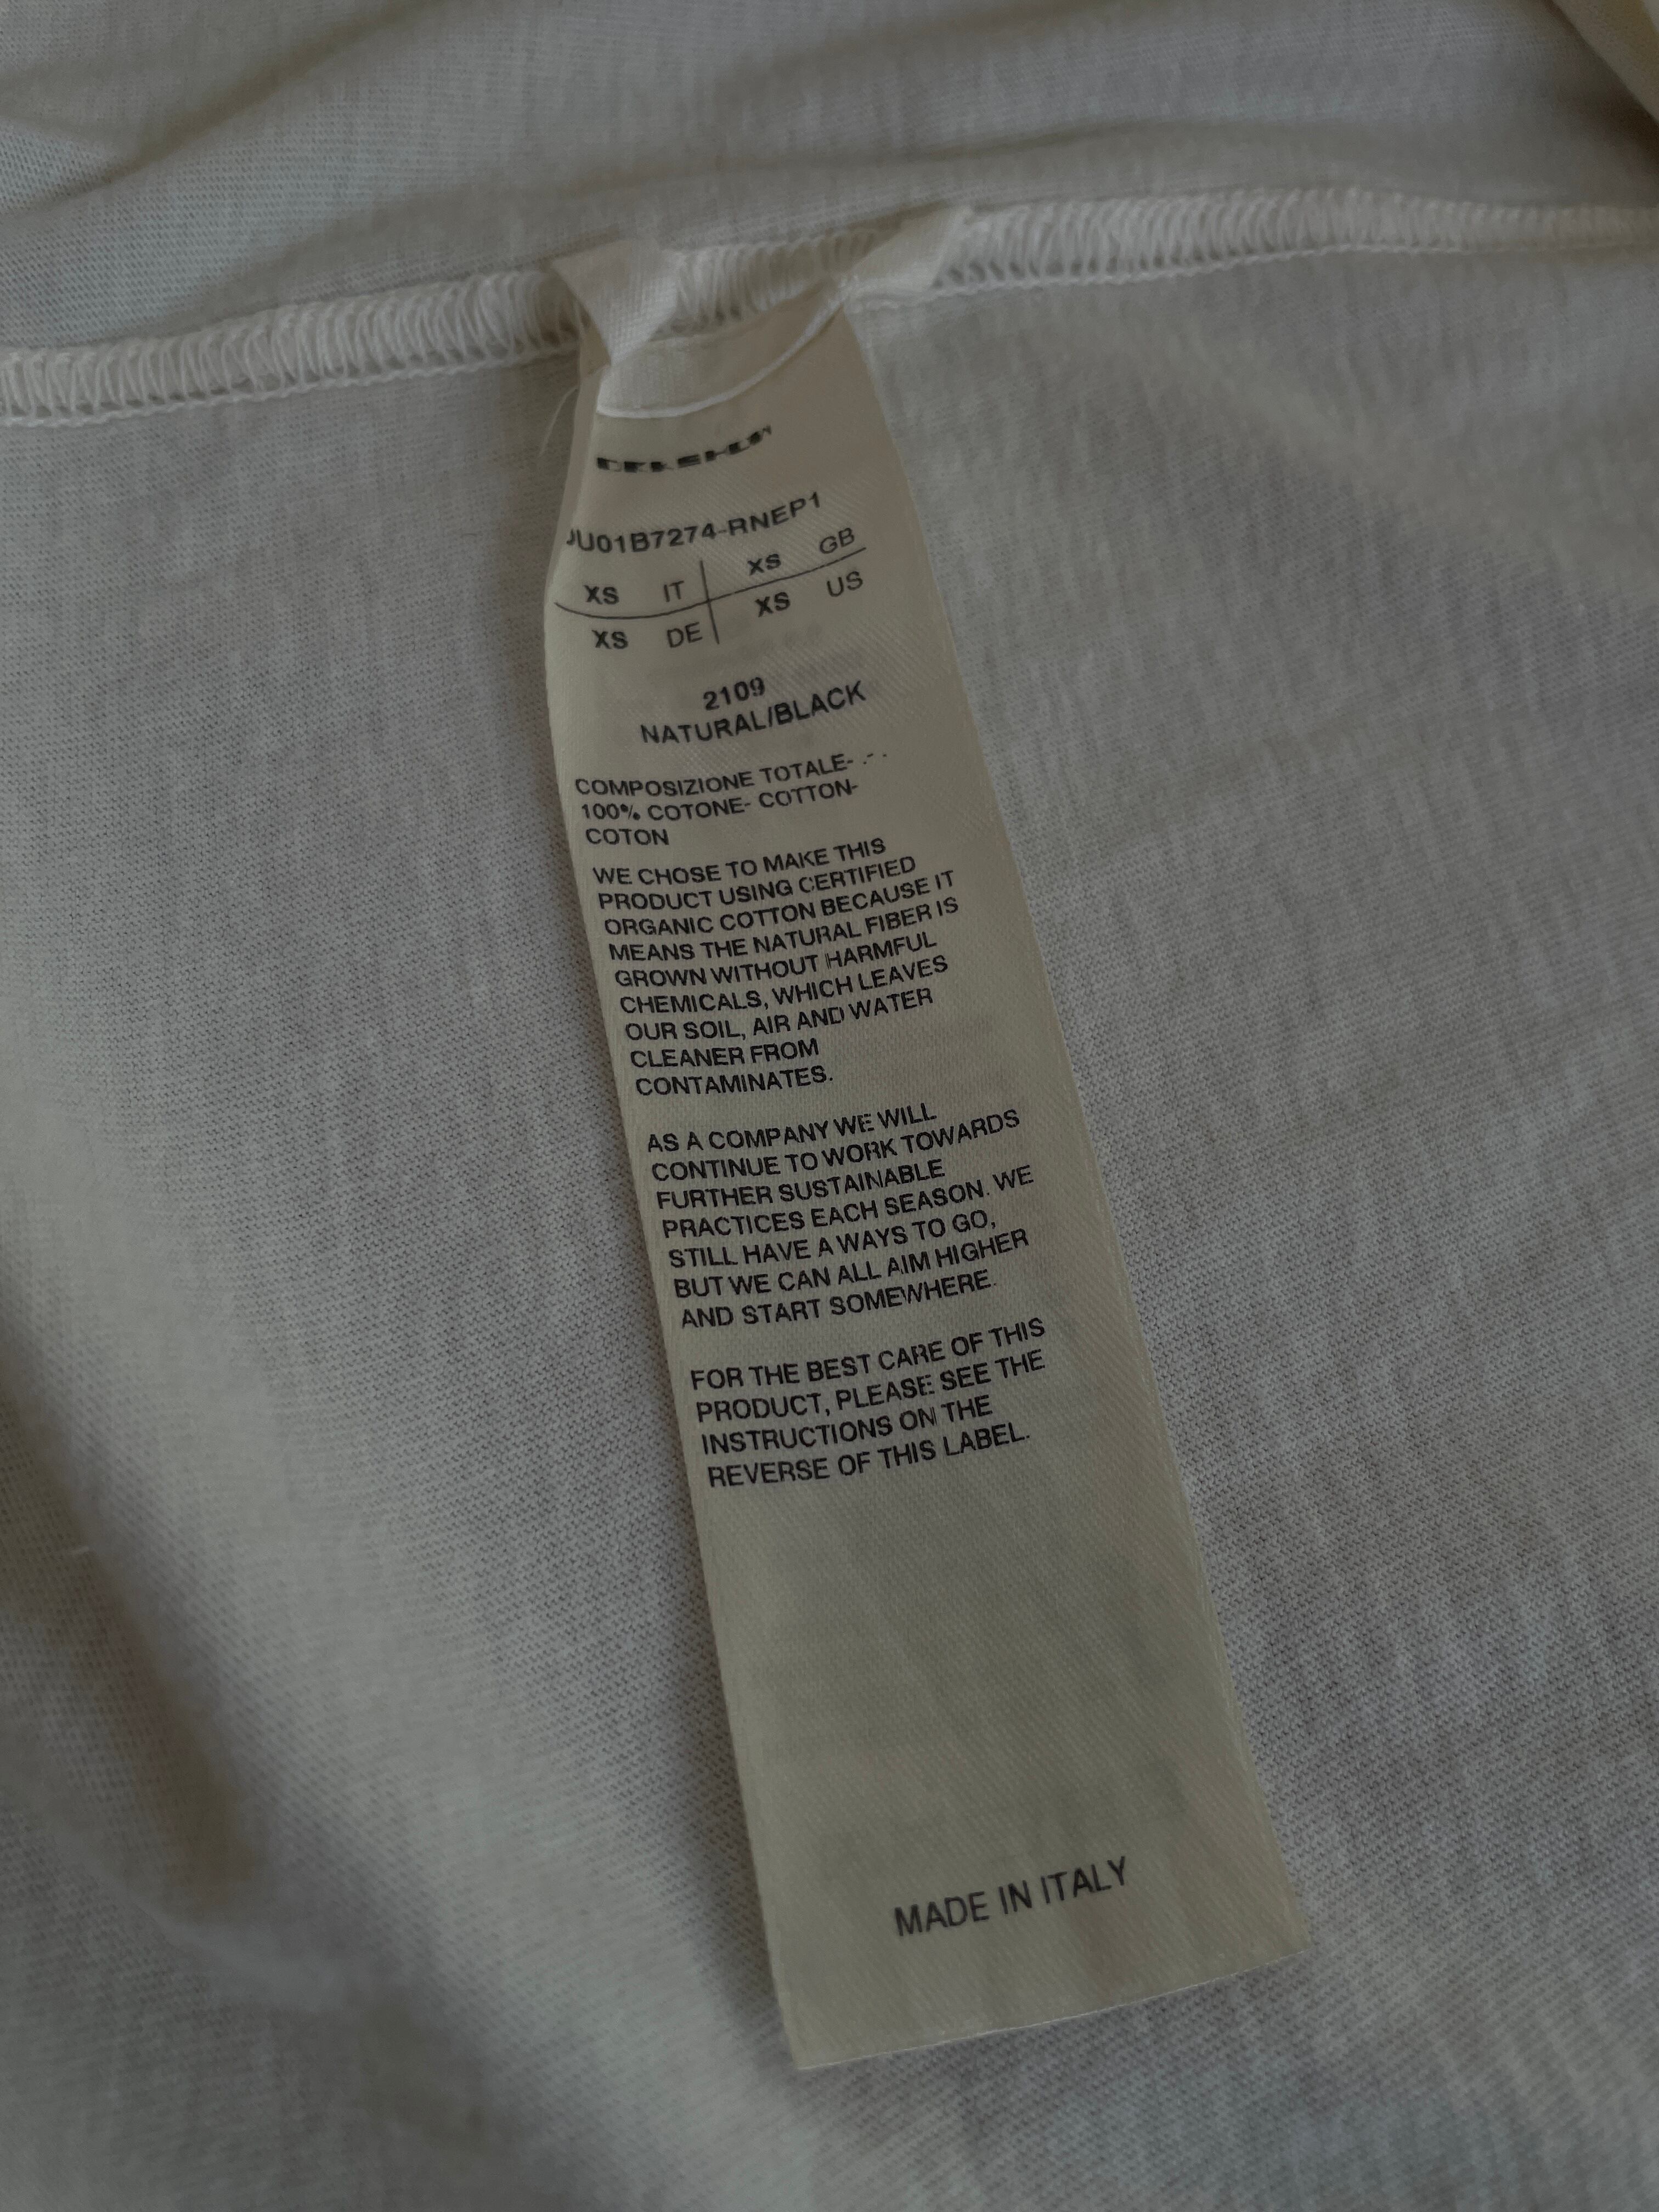 DRKSHDW
XS IT XS GB
XS DE XS US
2109
NATURAL/BLACK
COMPOSIZIONE TOTALE- .- .
100% COTONE- COTTON-
COTON
WE CHOSE TO MAKE THIS
PRODUCT USING CERTIFIED
ORGANIC COTTON BECAUSE IT
MEANS THE NATURAL FIBER IS
GROWN WITHOUT HARMFUL
CHEMICALS, WHICH LEAVES
OUR SOIL, AIR AND WATER
CLEANER FROM
CONTAMINATES.
AS A COMPANY WE WILL
CONTINUE TO WORK TOWARDS
FURTHER SUSTAINABLE
PRACTICES EACH SEASON. WE
STILL HAVE A WAYS TO GO,
BUT WE CAN ALL AIM HIGHER
AND START SOMEWHERE.
FOR THE BEST CARE OF THIS
PRODUCT, PLEASE SEE THE
INSTRUCTIONS ON THE
REVERSE OF THIS LABEL.
MADE IN ITALY